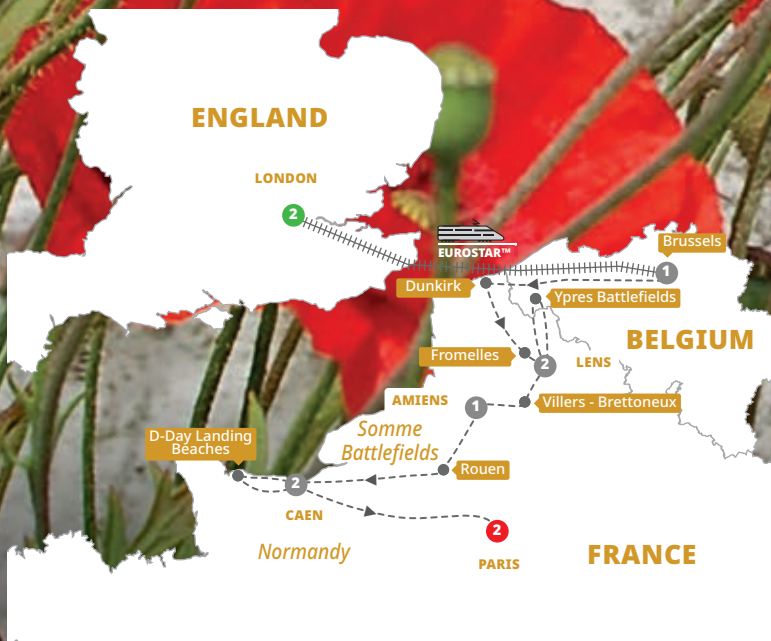 ENGLAND
LONDON
2
EUROSTAR™
Brussels
1
Dunkirk
Ypres Battlefields
BELGIUM
Fromelles
2
LENS
AMIENS
1
Villers - Brettoneux
Somme
Battlefields
D-Day Landing
Beaches
Rouen
2
CAEN
2
Normandy
PARIS
FRANCE